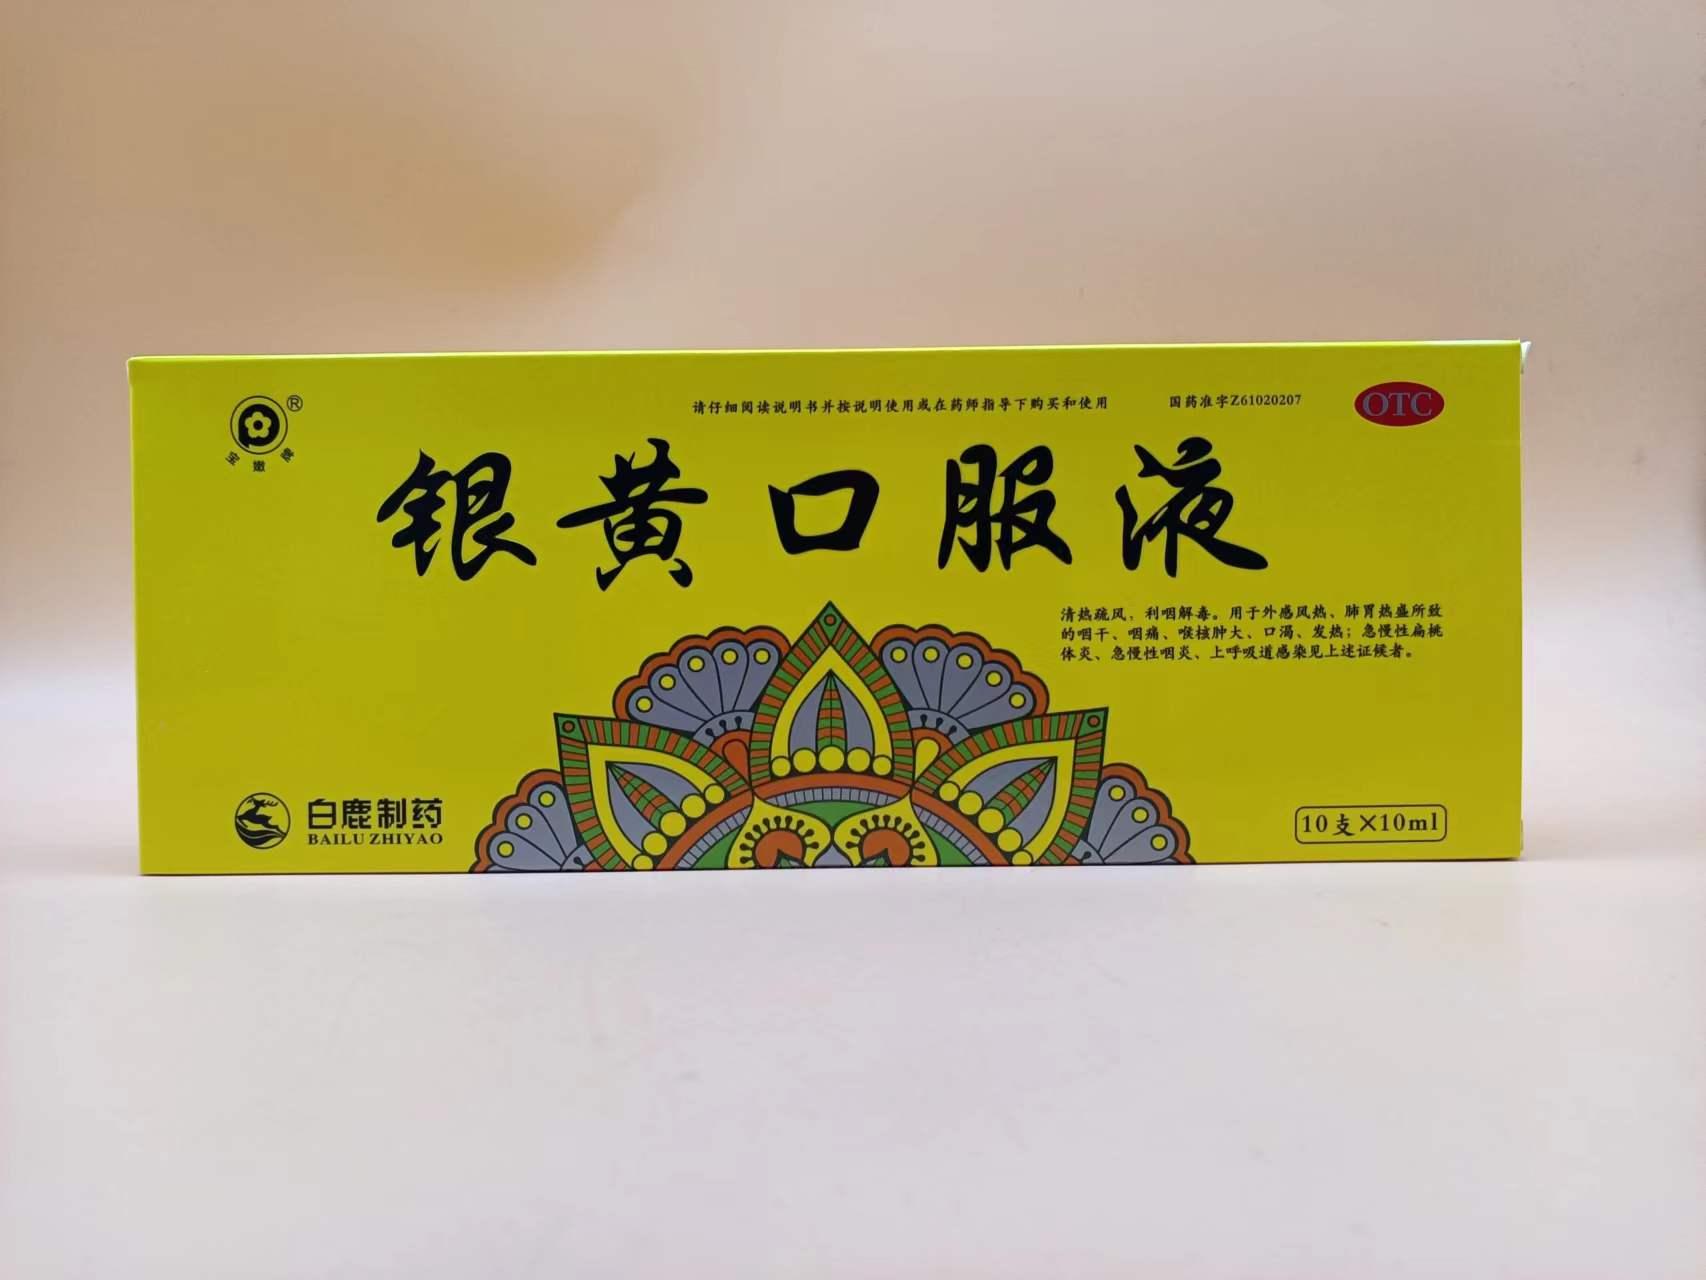 请仔细阅读说明书并按说明使用或在药师指导下购买和使用
国药准字Z61020207
OTC
®
银黄口服液
清热疏风，利咽解毒。用于外感风热、肺胃热盛所致
的咽干、咽痛、喉核肿大、口渴、发热；急慢性扁桃
体炎、急慢性咽炎、上呼吸道感染见上述证候者。
白鹿制药
BAILU ZHIYAO
10支×10ml